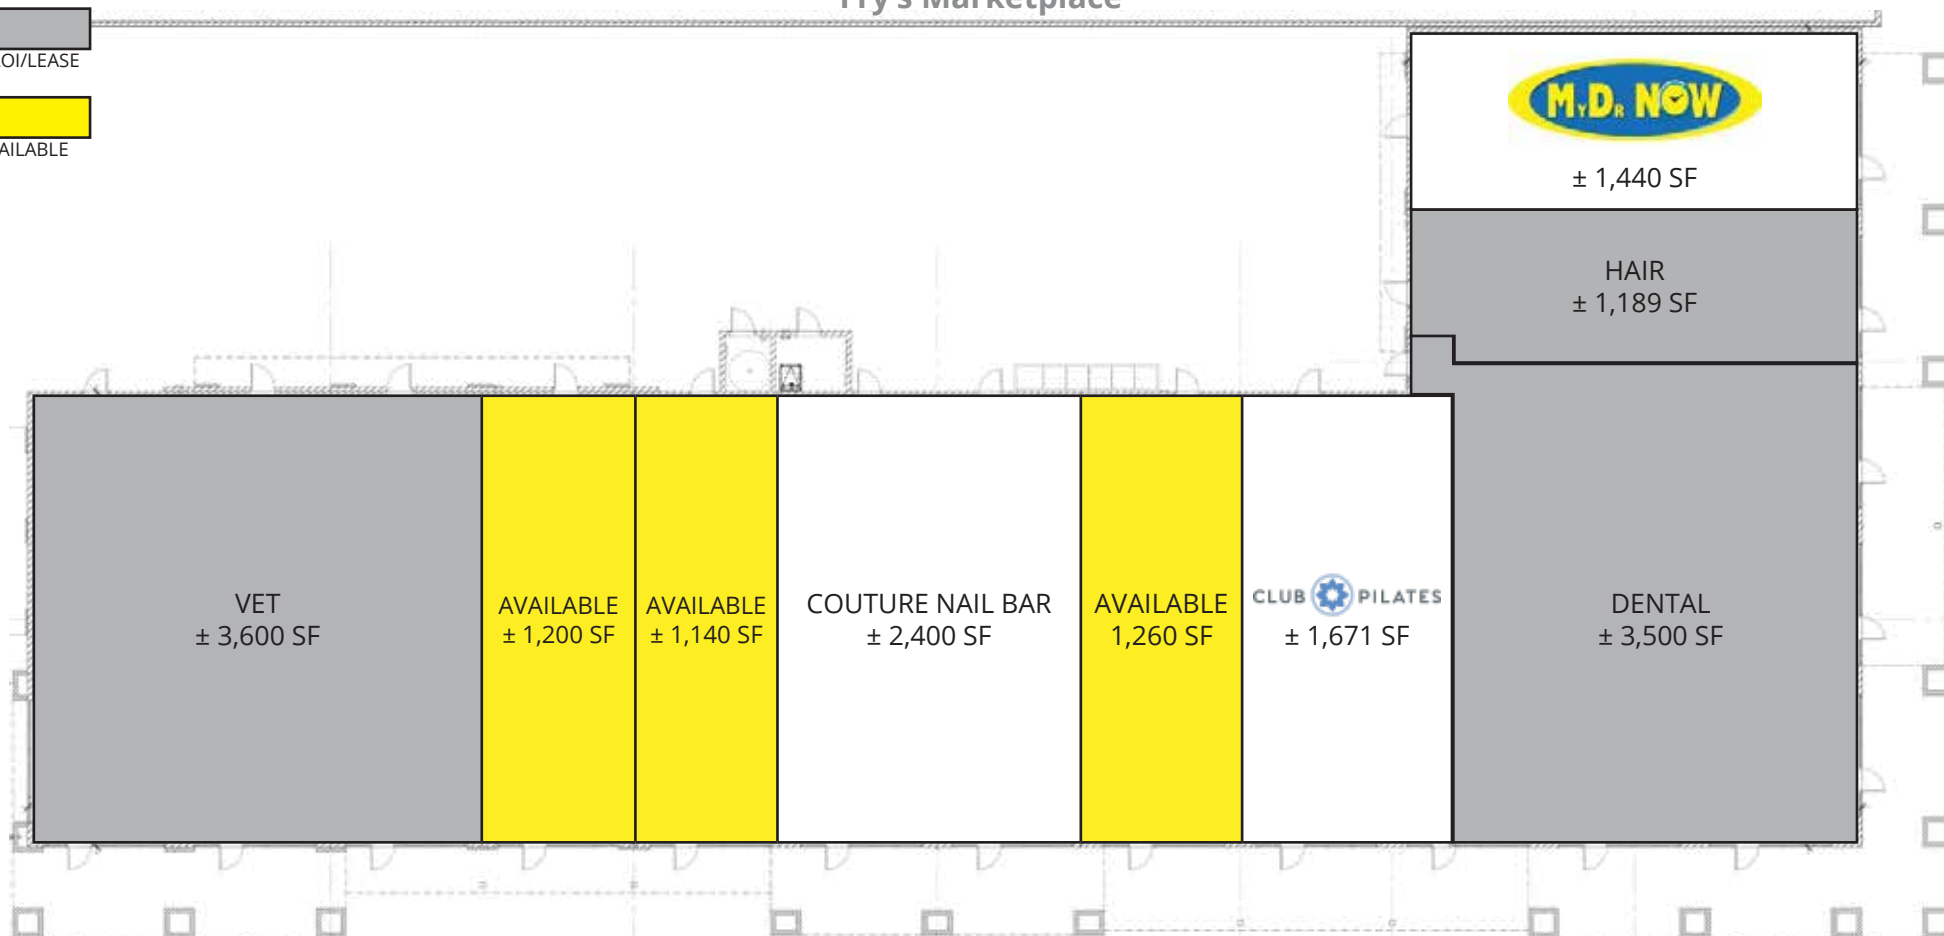 OI/LEASE
AILABLE
MYDR NOW
± 1,440 SF
HAIR
± 1,189 SF
VET
± 3,600 SF
AVAILABLE
± 1,200 SF
AVAILABLE
± 1,140 SF
COUTURE NAIL BAR
± 2,400 SF
AVAILABLE
1,260 SF
CLUB PILATES
± 1,671 SF
DENTAL
± 3,500 SF